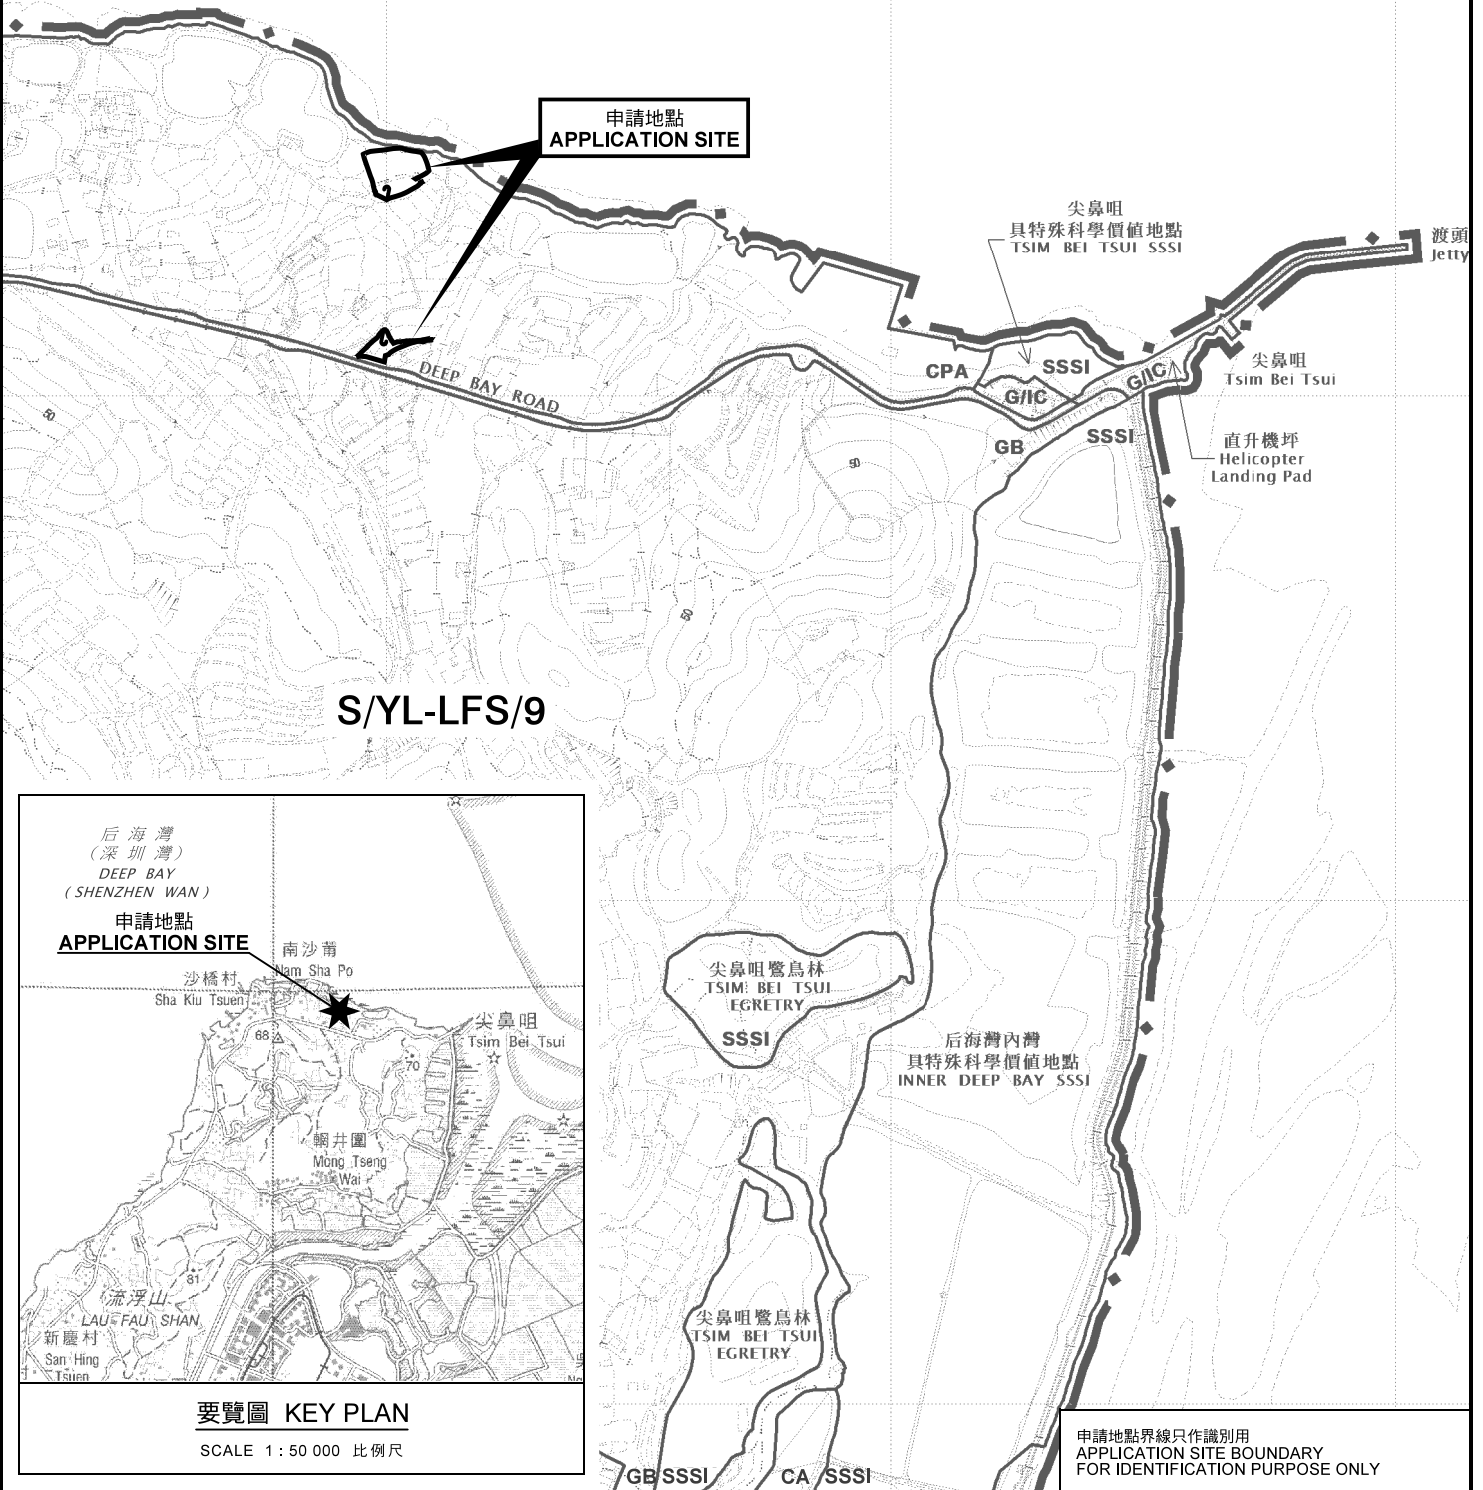 申請地點
APPLICATION SITE
尖鼻咀
具特殊科學價值地點
TSIM BEI TSUI SSSI
渡頭
Jetty
CPA
SSSI
G/IC
G/IC
尖鼻咀
Tsim Bei Tsui
DEEP BAY ROAD
GB
SSSI
直升機坪
Helicopter
Landing Pad
50
50
50
S/YL-LFS/9
后海灣
(深圳灣)
DEEP BAY
(SHENZHEN WAN)
申請地點
APPLICATION SITE
南沙莆
Nam Sha Po
沙橋村
Sha Kiu Tsuen
68
尖鼻咀
Tsim Bei Tsui
70
輞井圍
Mong Tseng
Wai
81
流浮山
LAU FAU SHAN
新慶村
San Hing
Tsuen
要覽圖 KEY PLAN
SCALE 1 : 50 000 比例尺
尖鼻咀鷺鳥林
TSIM BEI TSUI
EGRETRY
SSSI
后海灣內灣
具特殊科學價值地點
INNER DEEP BAY SSSI
尖鼻咀鷺鳥林
TSIM BEI TSUI
EGRETRY
GB SSSI
CA SSSI
申請地點界線只作識別用
APPLICATION SITE BOUNDARY
FOR IDENTIFICATION PURPOSE ONLY